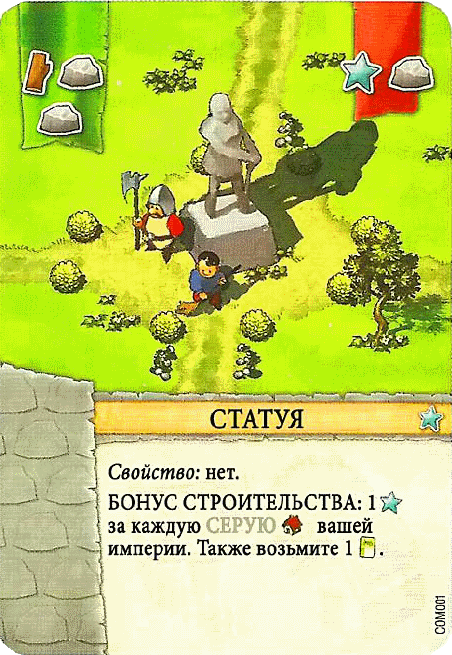 СТАТУЯ
Свойство: нет.
БОНУС СТРОИТЕЛЬСТВА: 1
за каждую СЕРУЮ вашей
империи. Также возьмите 1 .
COM001